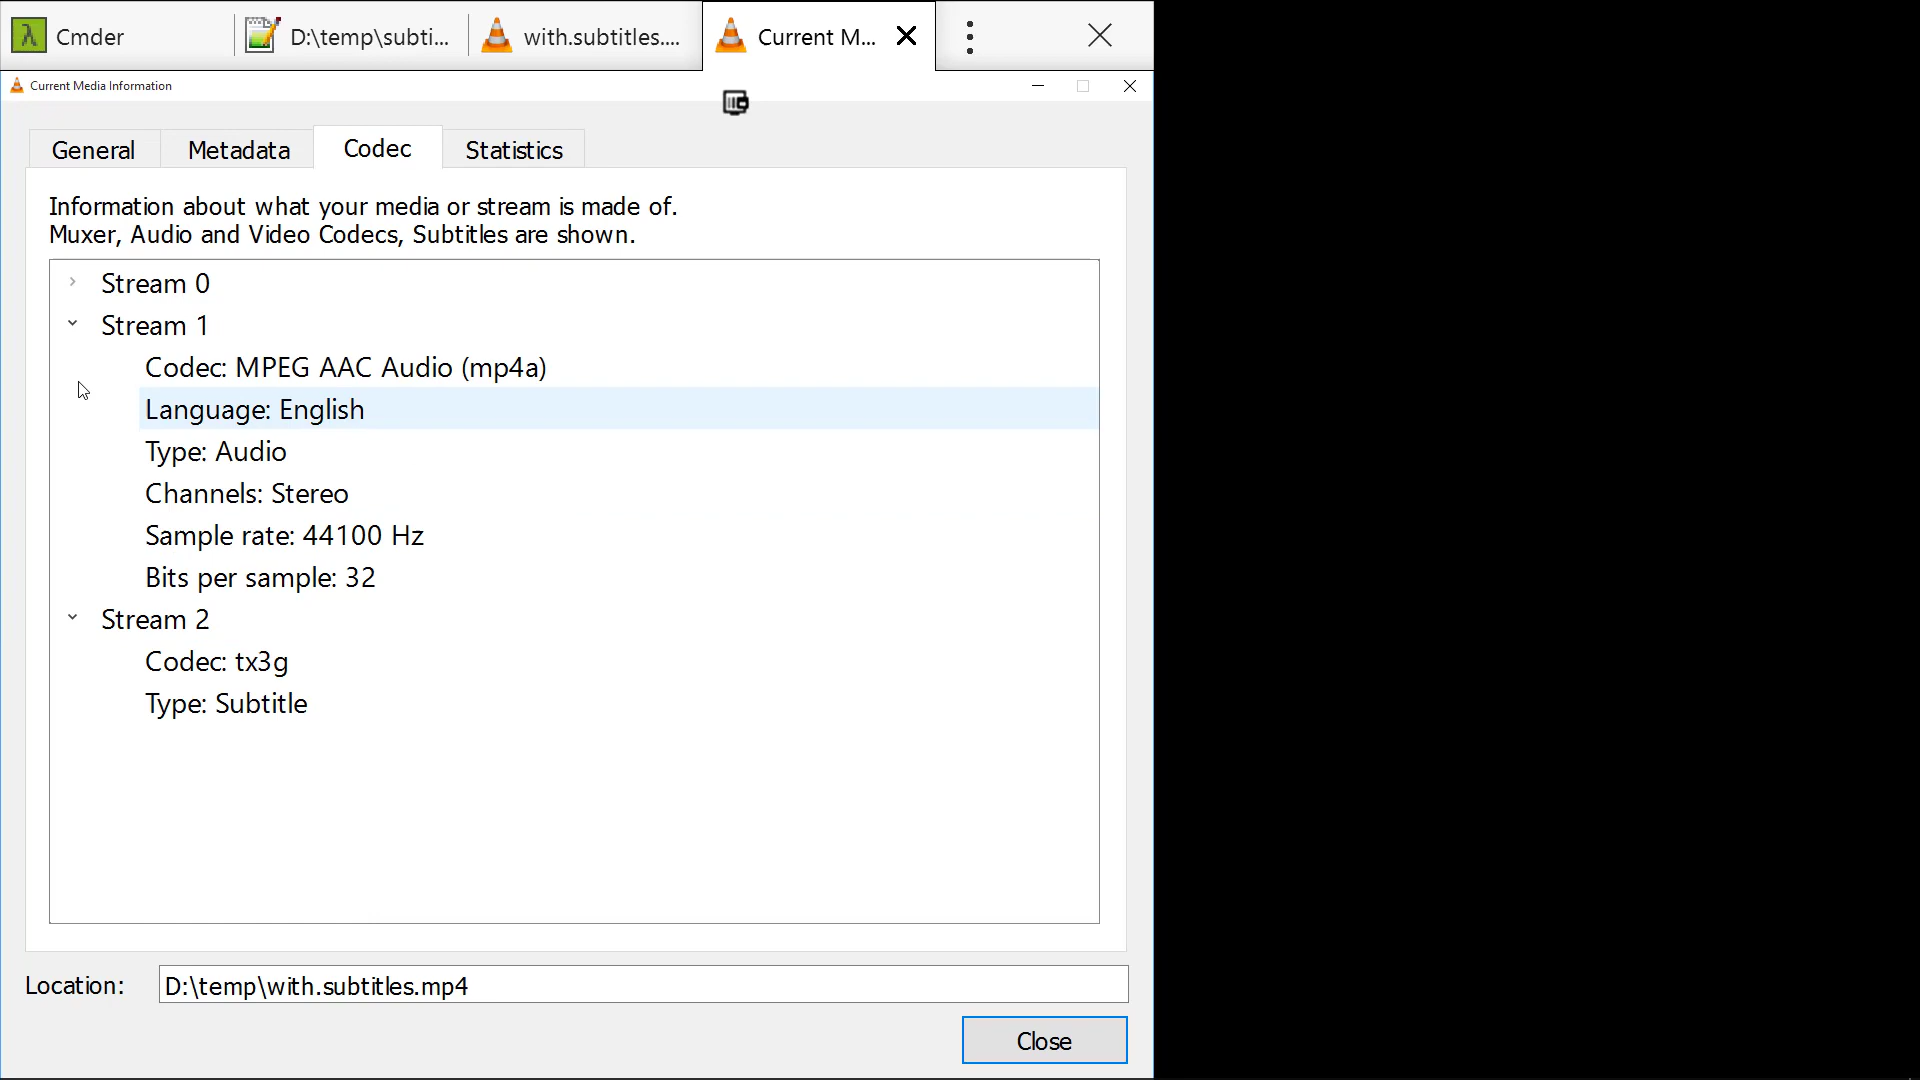 Cmder
D:\temp\subti...
with.subtitles....
Current M...
Current Media Information
General
Metadata
Codec
Statistics
Information about what your media or stream is made of.
Muxer, Audio and Video Codecs, Subtitles are shown.
Stream 0
Stream 1
Codec: MPEG AAC Audio (mp4a)
Language: English
Type: Audio
Channels: Stereo
Sample rate: 44100 Hz
Bits per sample: 32
Stream 2
Codec: tx3g
Type: Subtitle
Location:
D:\temp\with.subtitles.mp4
Close